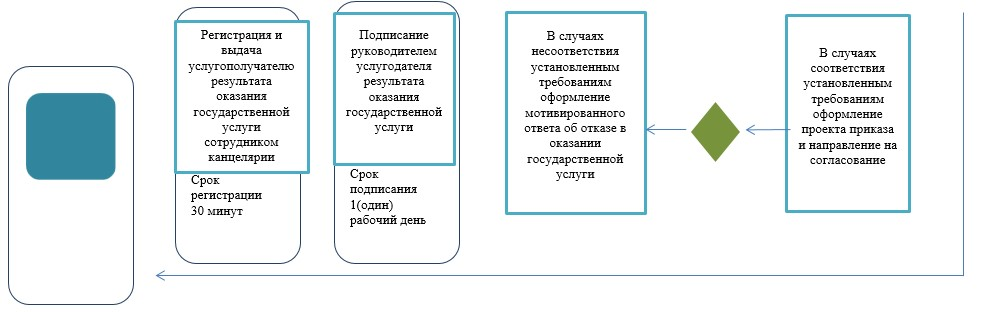 Регистрация и
выдача
услугополучателю
результата
оказания
государственной
услуги
сотрудником
канцелярии
Срок
регистрации
30 минут
Подписание
руководителем
услугодателя
результата
оказания
государственной
услуги
Срок
подписания
1(один)
рабочий день
В случаях
несоответствия
установленным
требованиям
оформление
мотивированного
ответа об отказе в
оказании
государственной
услуги
В случаях
соответствия
установленным
требованиям
оформление
проекта приказа
и направление на
согласование